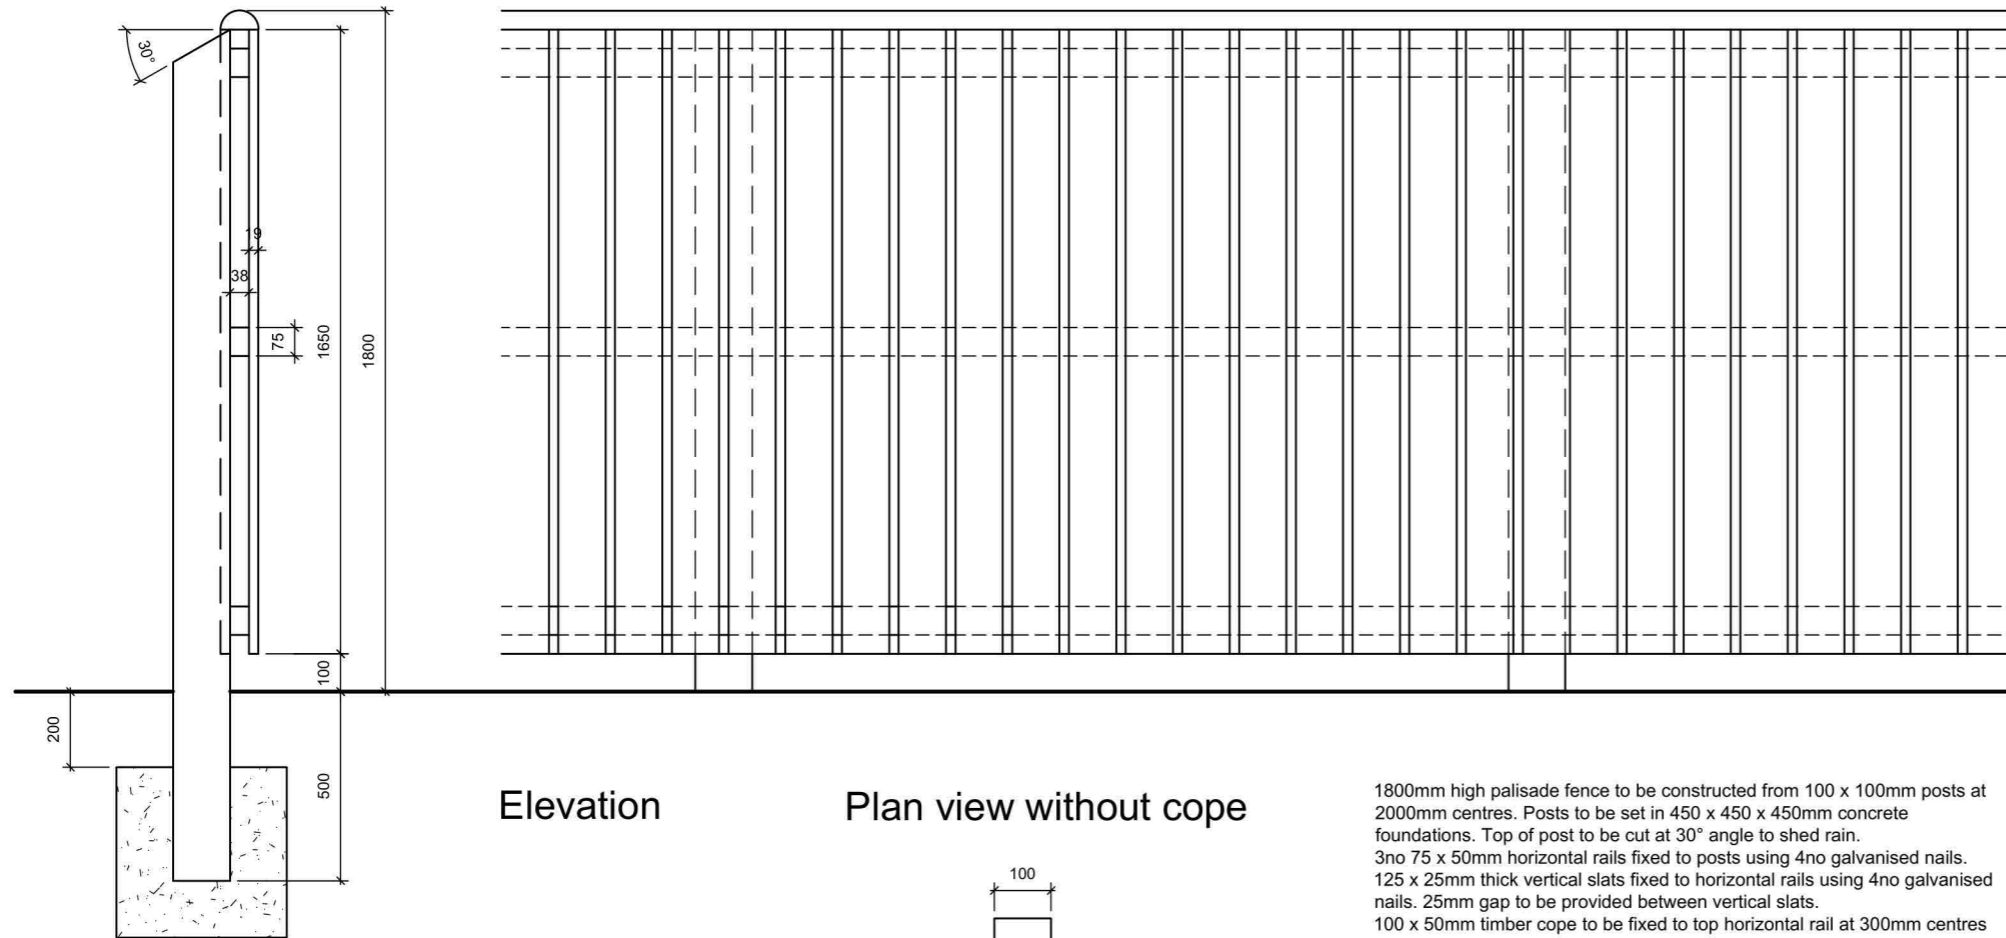 30°
19
38
75
1650
1800
100
200
500
Elevation
Plan view without cope
100
1800mm high palisade fence to be constructed from 100 x 100mm posts at
2000mm centres. Posts to be set in 450 x 450 x 450mm concrete
foundations. Top of post to be cut at 30° angle to shed rain.
3no 75 x 50mm horizontal rails fixed to posts using 4no galvanised nails.
125 x 25mm thick vertical slats fixed to horizontal rails using 4no galvanised
nails. 25mm gap to be provided between vertical slats.
100 x 50mm timber cope to be fixed to top horizontal rail at 300mm centres